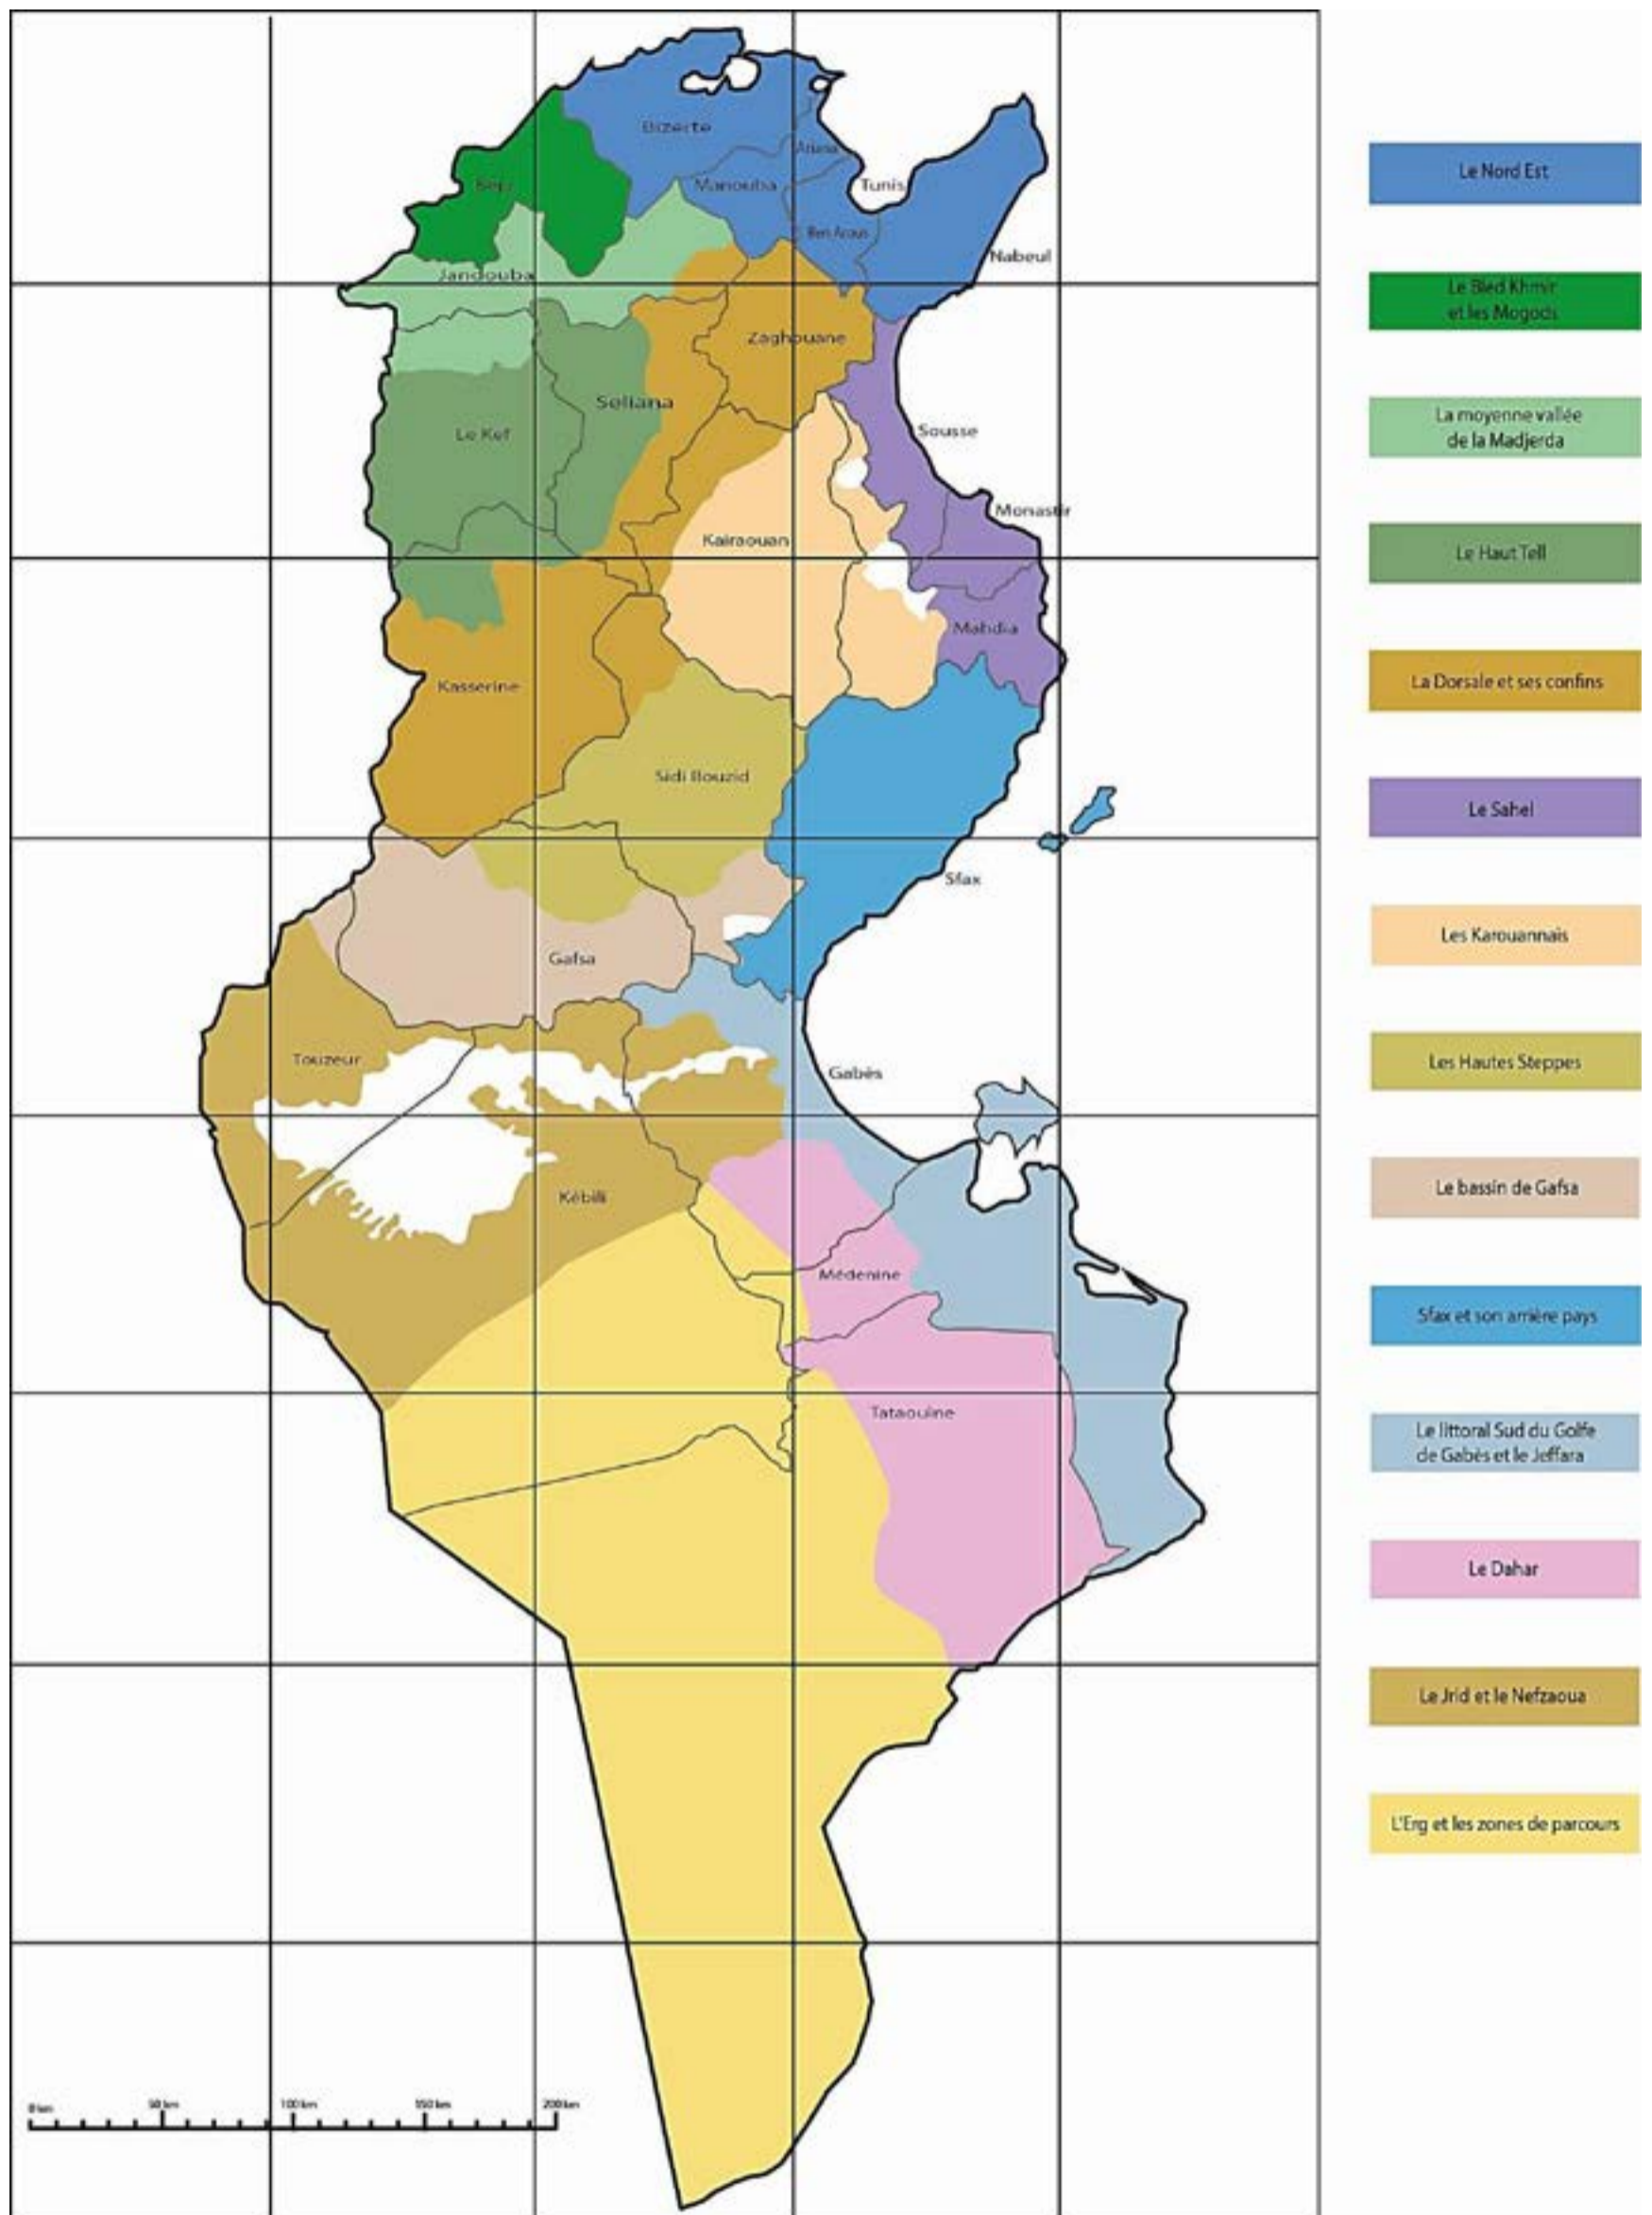 Bizerte
Ariana
Béja
Manouba
Tunis
Ben Arous
Nabeul
Jandouba
Zaghouane
Seliana
Le Kef
Sousse
Monastir
Kairaouan
Mahdia
Kasserine
Sidi Bouzid
Sfax
Gafsa
Touzeur
Gabès
Kébili
Médenine
Tataouine
0 km
50 km
100 km
150 km
200 km
Le Nord Est
Le Bled Khmir
et les Mogods
La moyenne vallée
de la Madjerda
Le Haut Tell
La Dorsale et ses confins
Le Sahel
Les Karouannais
Les Hautes Steppes
Le bassin de Gafsa
Sfax et son arrière pays
Le littoral Sud du Golfe
de Gabès et le Jeffara
Le Dahar
Le Jrid et le Nefzaoua
L'Erg et les zones de parcours